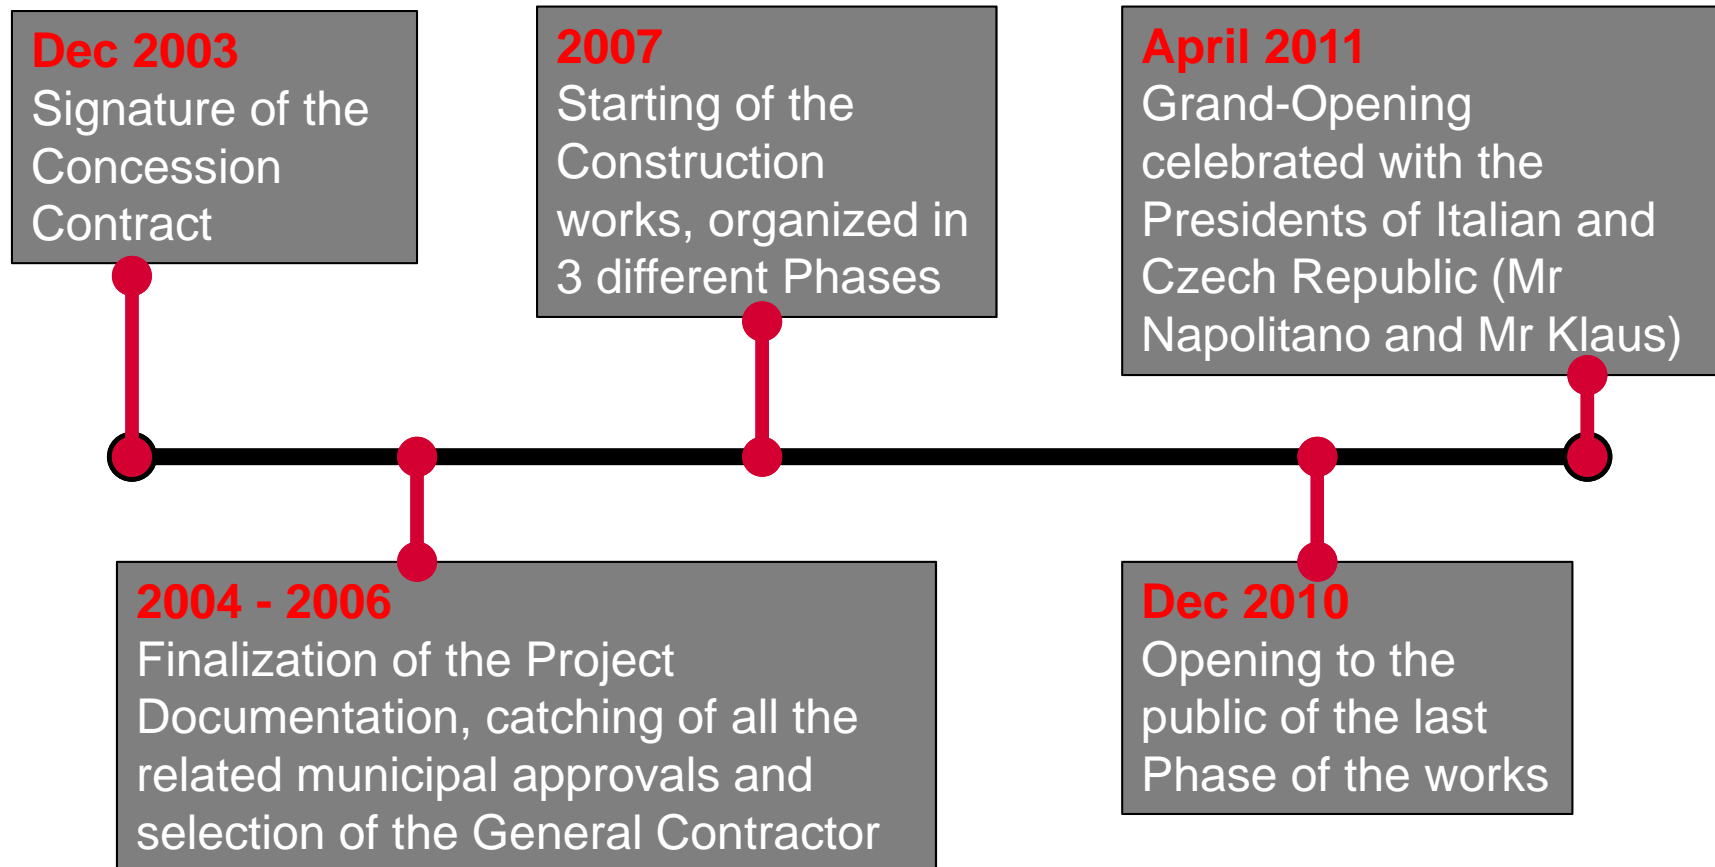 Dec 2003
Signature of the
Concession
Contract
2007
Starting of the
Construction
works, organized in
3 different Phases
April 2011
Grand-Opening
celebrated with the
Presidents of Italian and
Czech Republic (Mr
Napolitano and Mr Klaus)
2004 - 2006
Finalization of the Project
Documentation, catching of all the
related municipal approvals and
selection of the General Contractor
Dec 2010
Opening to the
public of the last
Phase of the works